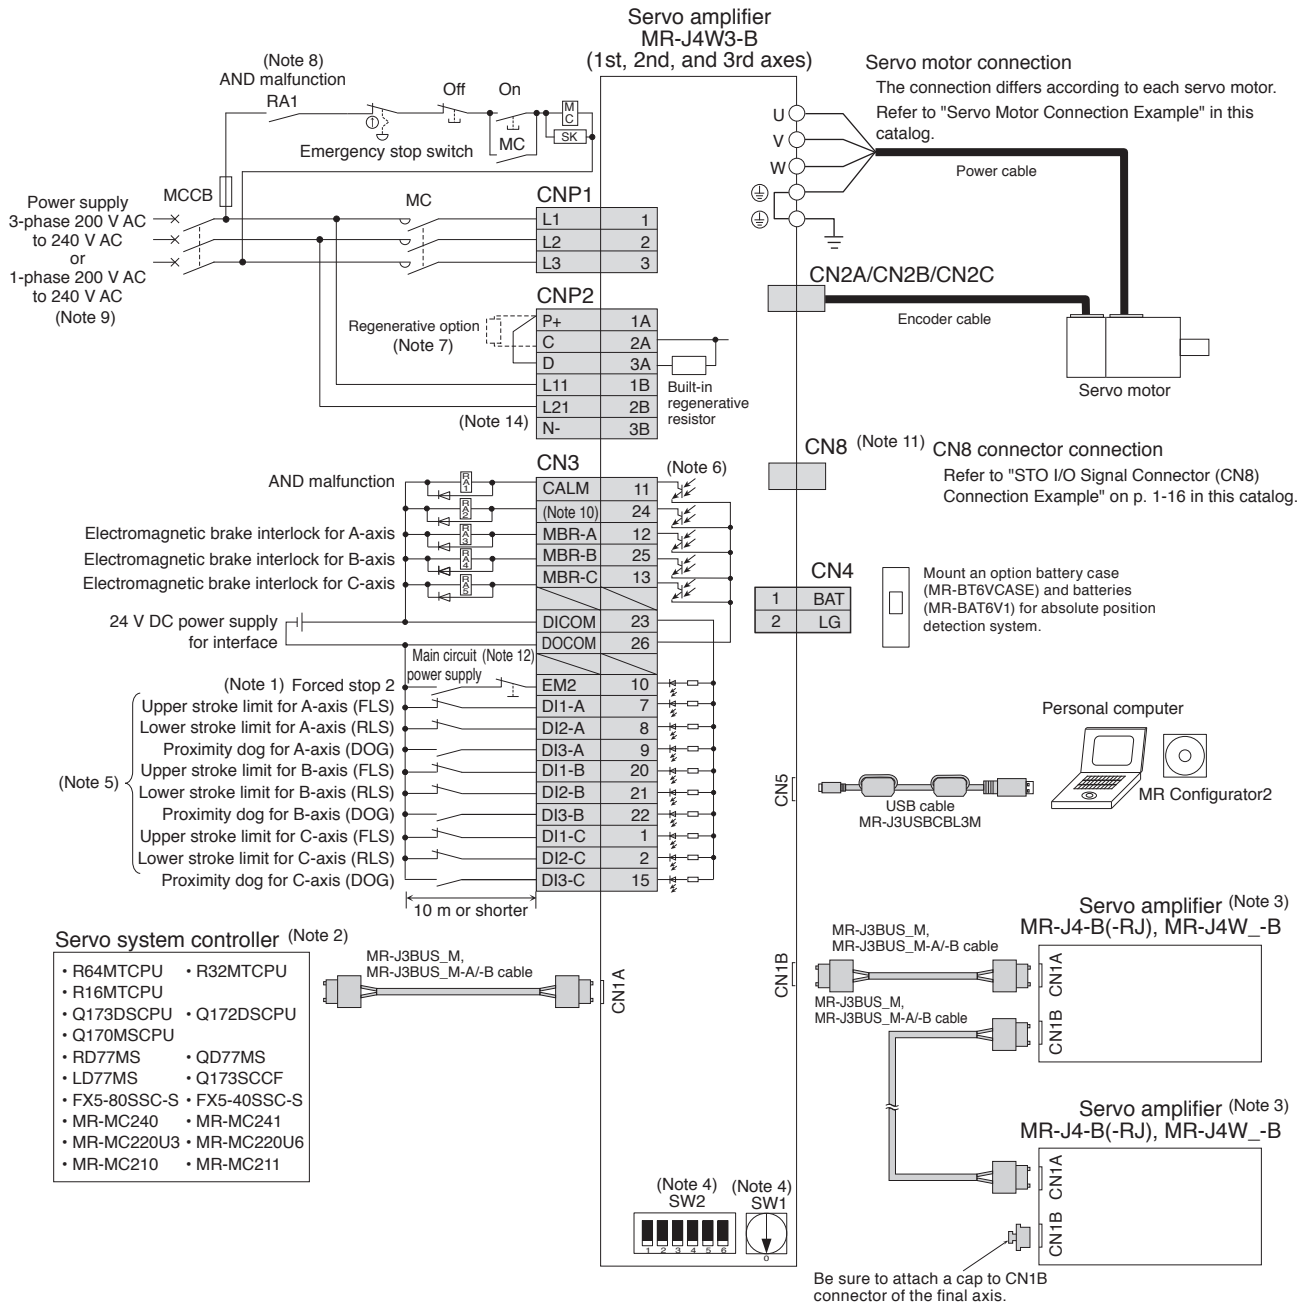 Servo amplifier
MR-J4W3-B
(1st, 2nd, and 3rd axes)
(Note 8)
AND malfunction
RA1
Off
On
MC
SK
MC
Emergency stop switch
Power supply
3-phase 200 V AC
to 240 V AC
or
1-phase 200 V AC
to 240 V AC
(Note 9)
MCCB
MC
CNP1
L1 1
L2 2
L3 3
CNP2
Regenerative option
(Note 7)
P+ 1A
C 2A
D 3A
L11 1B
L21 2B
N- 3B
(Note 14)
Built-in
regenerative
resistor
Servo motor connection
The connection differs according to each servo motor.
Refer to "Servo Motor Connection Example" in this
catalog.
U
V
W
Power cable
CN2A/CN2B/CN2C
Encoder cable
Servo motor
CN8 (Note 11)
CN8 connector connection
Refer to "STO I/O Signal Connector (CN8)
Connection Example" on p. 1-16 in this catalog.
CN3
(Note 6)
AND malfunction RA1 CALM 11
RA2 (Note 10) 24
Electromagnetic brake interlock for A-axis RA3 MBR-A 12
Electromagnetic brake interlock for B-axis RA4 MBR-B 25
Electromagnetic brake interlock for C-axis RA5 MBR-C 13
24 V DC power supply
for interface
DICOM 23
DOCOM 26
Main circuit
power supply
(Note 12)
(Note 1) Forced stop 2 EM2 10
Upper stroke limit for A-axis (FLS) DI1-A 7
Lower stroke limit for A-axis (RLS) DI2-A 8
Proximity dog for A-axis (DOG) DI3-A 9
(Note 5)
Upper stroke limit for B-axis (FLS) DI1-B 20
Lower stroke limit for B-axis (RLS) DI2-B 21
Proximity dog for B-axis (DOG) DI3-B 22
Upper stroke limit for C-axis (FLS) DI1-C 1
Lower stroke limit for C-axis (RLS) DI2-C 2
Proximity dog for C-axis (DOG) DI3-C 15
10 m or shorter
CN4
1 BAT
2 LG
Mount an option battery case
(MR-BT6VCASE) and batteries
(MR-BAT6V1) for absolute position
detection system.
CN5
USB cable
MR-J3USBCBL3M
Personal computer
MR Configurator2
Servo system controller (Note 2)
• R64MTCPU • R32MTCPU
• R16MTCPU
• Q173DSCPU • Q172DSCPU
• Q170MSCPU
• RD77MS • QD77MS
• LD77MS • Q173SCCF
• FX5-80SSC-S • FX5-40SSC-S
• MR-MC240 • MR-MC241
• MR-MC220U3 • MR-MC220U6
• MR-MC210 • MR-MC211
MR-J3BUS_M,
MR-J3BUS_M-A/-B cable
CN1A
CN1B
MR-J3BUS_M,
MR-J3BUS_M-A/-B cable
MR-J3BUS_M,
MR-J3BUS_M-A/-B cable
Servo amplifier (Note 3)
MR-J4-B(-RJ), MR-J4W_-B
CN1A
CN1B
Servo amplifier (Note 3)
MR-J4-B(-RJ), MR-J4W_-B
CN1A
CN1B
(Note 4)
SW2
1 2 3 4 5 6
(Note 4)
SW1
0
Be sure to attach a cap to CN1B
connector of the final axis.